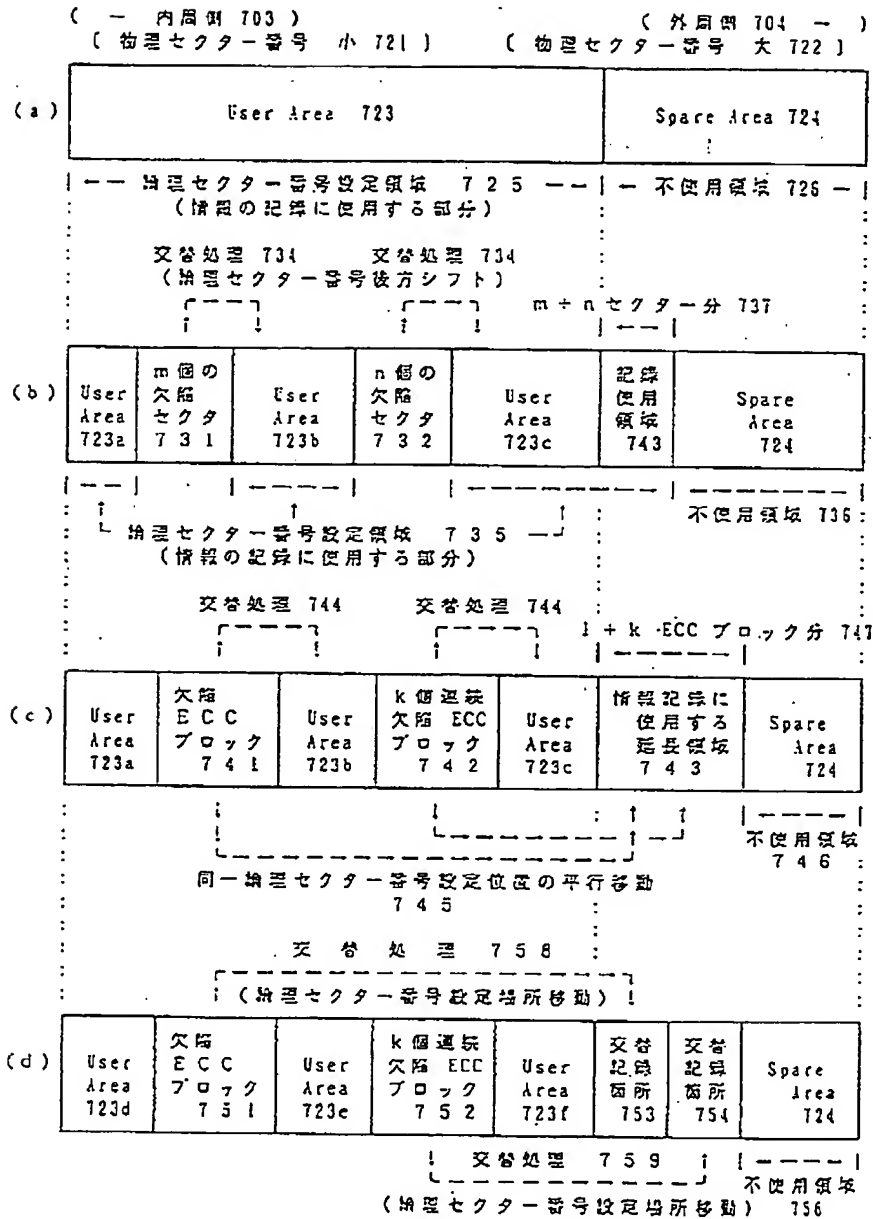 ( ← 内周側 703 ) ( 外周側 704 → )
[ 物理セクター番号 小 721 ] [ 物理セクター番号 大 722 ]
(a) User Area 723 Spare Area 724
論理セクター番号設定領域 725 不使用領域 726
(情報の記録に使用する部分)
交替処理 734 交替処理 734
(論理セクター番号後方シフト)
m+nセクター分 737
(b) User Area 723a
m個の欠陥セクタ 731
User Area 723b
n個の欠陥セクタ 732
User Area 723c
記録使用領域 743
Spare Area 724
不使用領域 736
論理セクター番号設定領域 735
(情報の記録に使用する部分)
交替処理 744 交替処理 744
1+k ECCブロック分 747
(c) User Area 723a
欠陥ECCブロック 741
User Area 723b
k個連続欠陥ECCブロック 742
User Area 723c
情報記録に使用する延長領域 743
Spare Area 724
不使用領域 746
同一論理セクター番号設定位置の平行移動
745
交替処理 758
(論理セクター番号設定場所移動)
(d) User Area 723d
欠陥ECCブロック 751
User Area 723e
k個連続欠陥ECCブロック 752
User Area 723f
交替記録箇所 753
交替記録箇所 754
Spare Area 724
交替処理 759
不使用領域 756
(論理セクター番号設定場所移動)